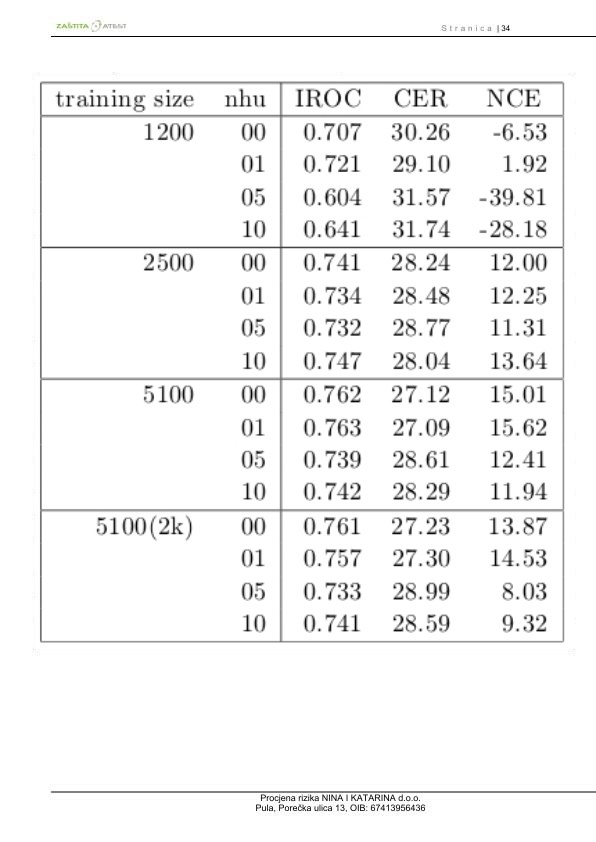 ZAŠTITA ATEST
Stranica | 34
training size nhu IROC CER NCE
1200 00 0.707 30.26 -6.53
01 0.721 29.10 1.92
05 0.604 31.57 -39.81
10 0.641 31.74 -28.18
2500 00 0.741 28.24 12.00
01 0.734 28.48 12.25
05 0.732 28.77 11.31
10 0.747 28.04 13.64
5100 00 0.762 27.12 15.01
01 0.763 27.09 15.62
05 0.739 28.61 12.41
10 0.742 28.29 11.94
5100(2k) 00 0.761 27.23 13.87
01 0.757 27.30 14.53
05 0.733 28.99 8.03
10 0.741 28.59 9.32
Procjena rizika NINA I KATARINA d.o.o.
Pula, Porečka ulica 13, OIB: 67413956436